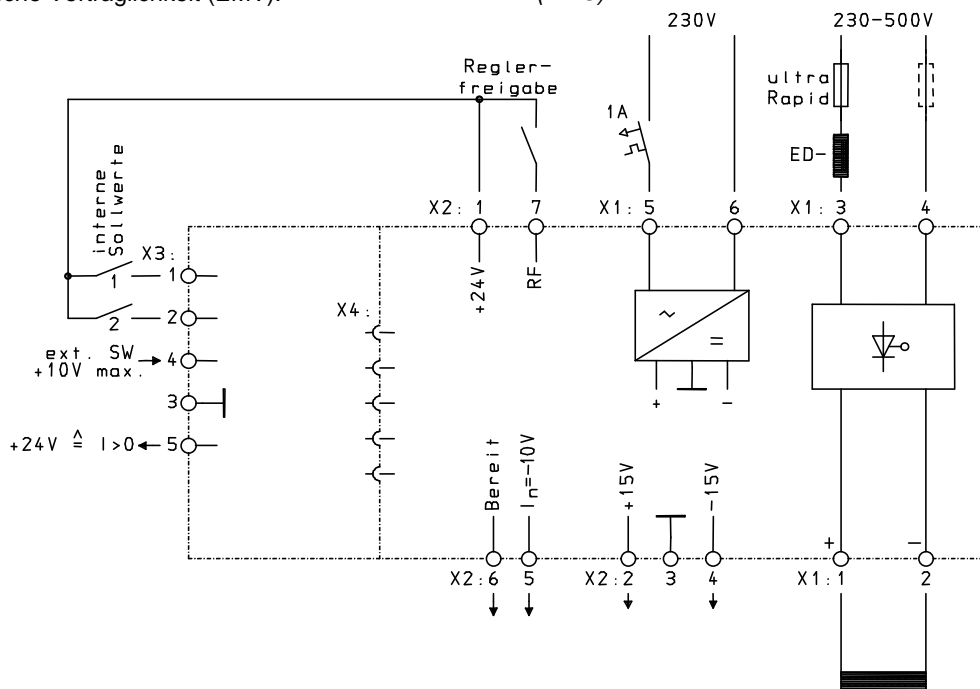 230V
230-500V
Regler-
freigabe
ultra
Rapid
1A
ED-
interne
Sollwerte
X2: 1 7
X1: 5 6
X1: 3 4
X3:
+24V
RF
1
1
X4:
~
=
2
2
ext. SW
+10V max.
4
3
+ -
+24V ≙ I>0
5
Bereit
In=-10V
+15V
-15V
+ -
X2: 6 5
X2: 2 3 4
X1: 1 2